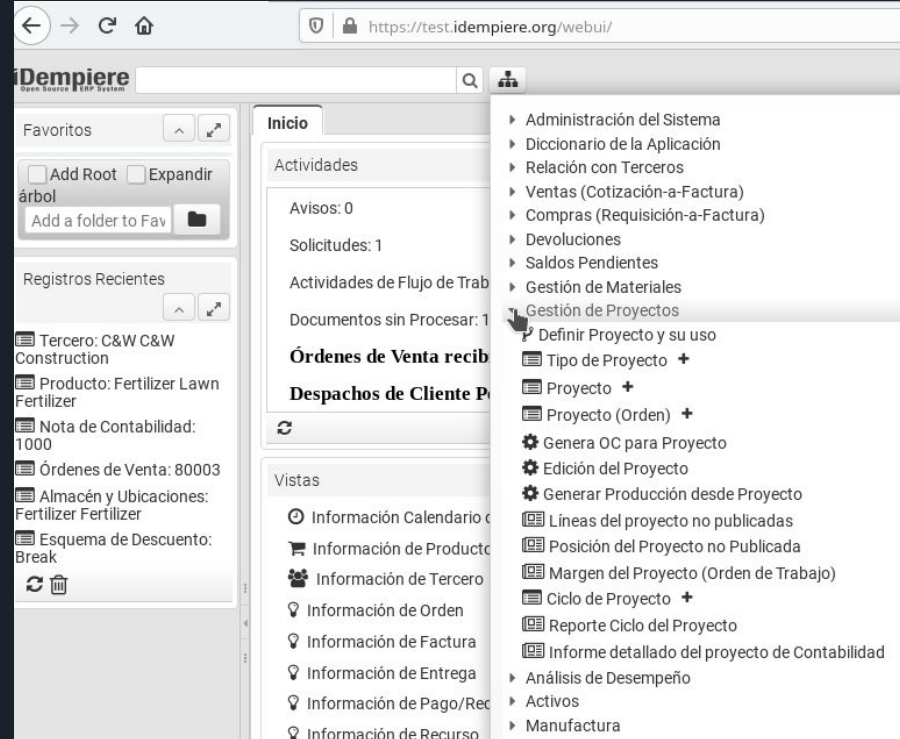 https://test.idempiere.org/webui/
iDempiere
Open Source ERP System
Favoritos
Add Root Expandir
árbol
Add a folder to Fav
Registros Recientes
Tercero: C&W C&W
Construction
Producto: Fertilizer Lawn
Fertilizer
Nota de Contabilidad:
1000
Órdenes de Venta: 80003
Almacén y Ubicaciones:
Fertilizer Fertilizer
Esquema de Descuento:
Break
Inicio
Actividades
Avisos: 0
Solicitudes: 1
Actividades de Flujo de Trab
Documentos sin Procesar: 1
Órdenes de Venta recib
Despachos de Cliente P
Vistas
Información Calendario
Información de Producto
Información de Tercero
Información de Orden
Información de Factura
Información de Entrega
Información de Pago/Rec
Información de Recurso
Administración del Sistema
Diccionario de la Aplicación
Relación con Terceros
Ventas (Cotización-a-Factura)
Compras (Requisición-a-Factura)
Devoluciones
Saldos Pendientes
Gestión de Materiales
Gestión de Proyectos
Definir Proyecto y su uso
Tipo de Proyecto +
Proyecto +
Proyecto (Orden) +
Genera OC para Proyecto
Edición del Proyecto
Generar Producción desde Proyecto
Líneas del proyecto no publicadas
Posición del Proyecto no Publicada
Margen del Proyecto (Orden de Trabajo)
Ciclo de Proyecto +
Reporte Ciclo del Proyecto
Informe detallado del proyecto de Contabilidad
Análisis de Desempeño
Activos
Manufactura